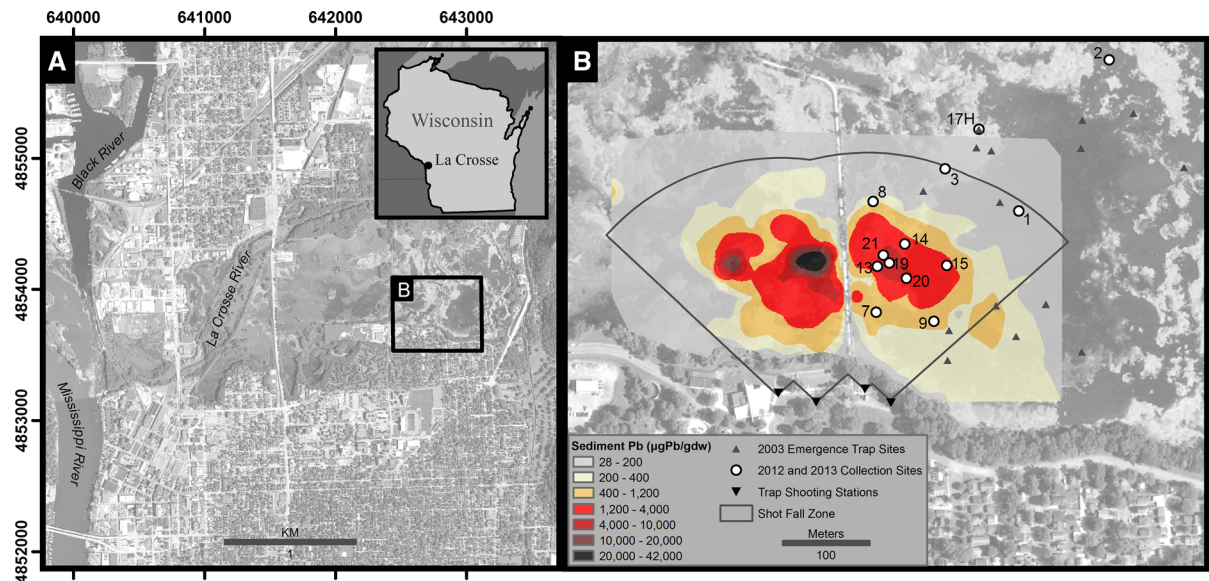 640000
641000
642000
643000
4855000
4854000
4853000
4852000
A
Black River
La Crosse River
Mississippi River
Wisconsin
La Crosse
B
KM
1
B
2
17H
3
1
8
14
21
19
15
13
20
7
9
Sediment Pb (µgPb/gdw)
28 - 200
200 - 400
400 - 1,200
1,200 - 4,000
4,000 - 10,000
10,000 - 20,000
20,000 - 42,000
2003 Emergence Trap Sites
2012 and 2013 Collection Sites
Trap Shooting Stations
Shot Fall Zone
Meters
100